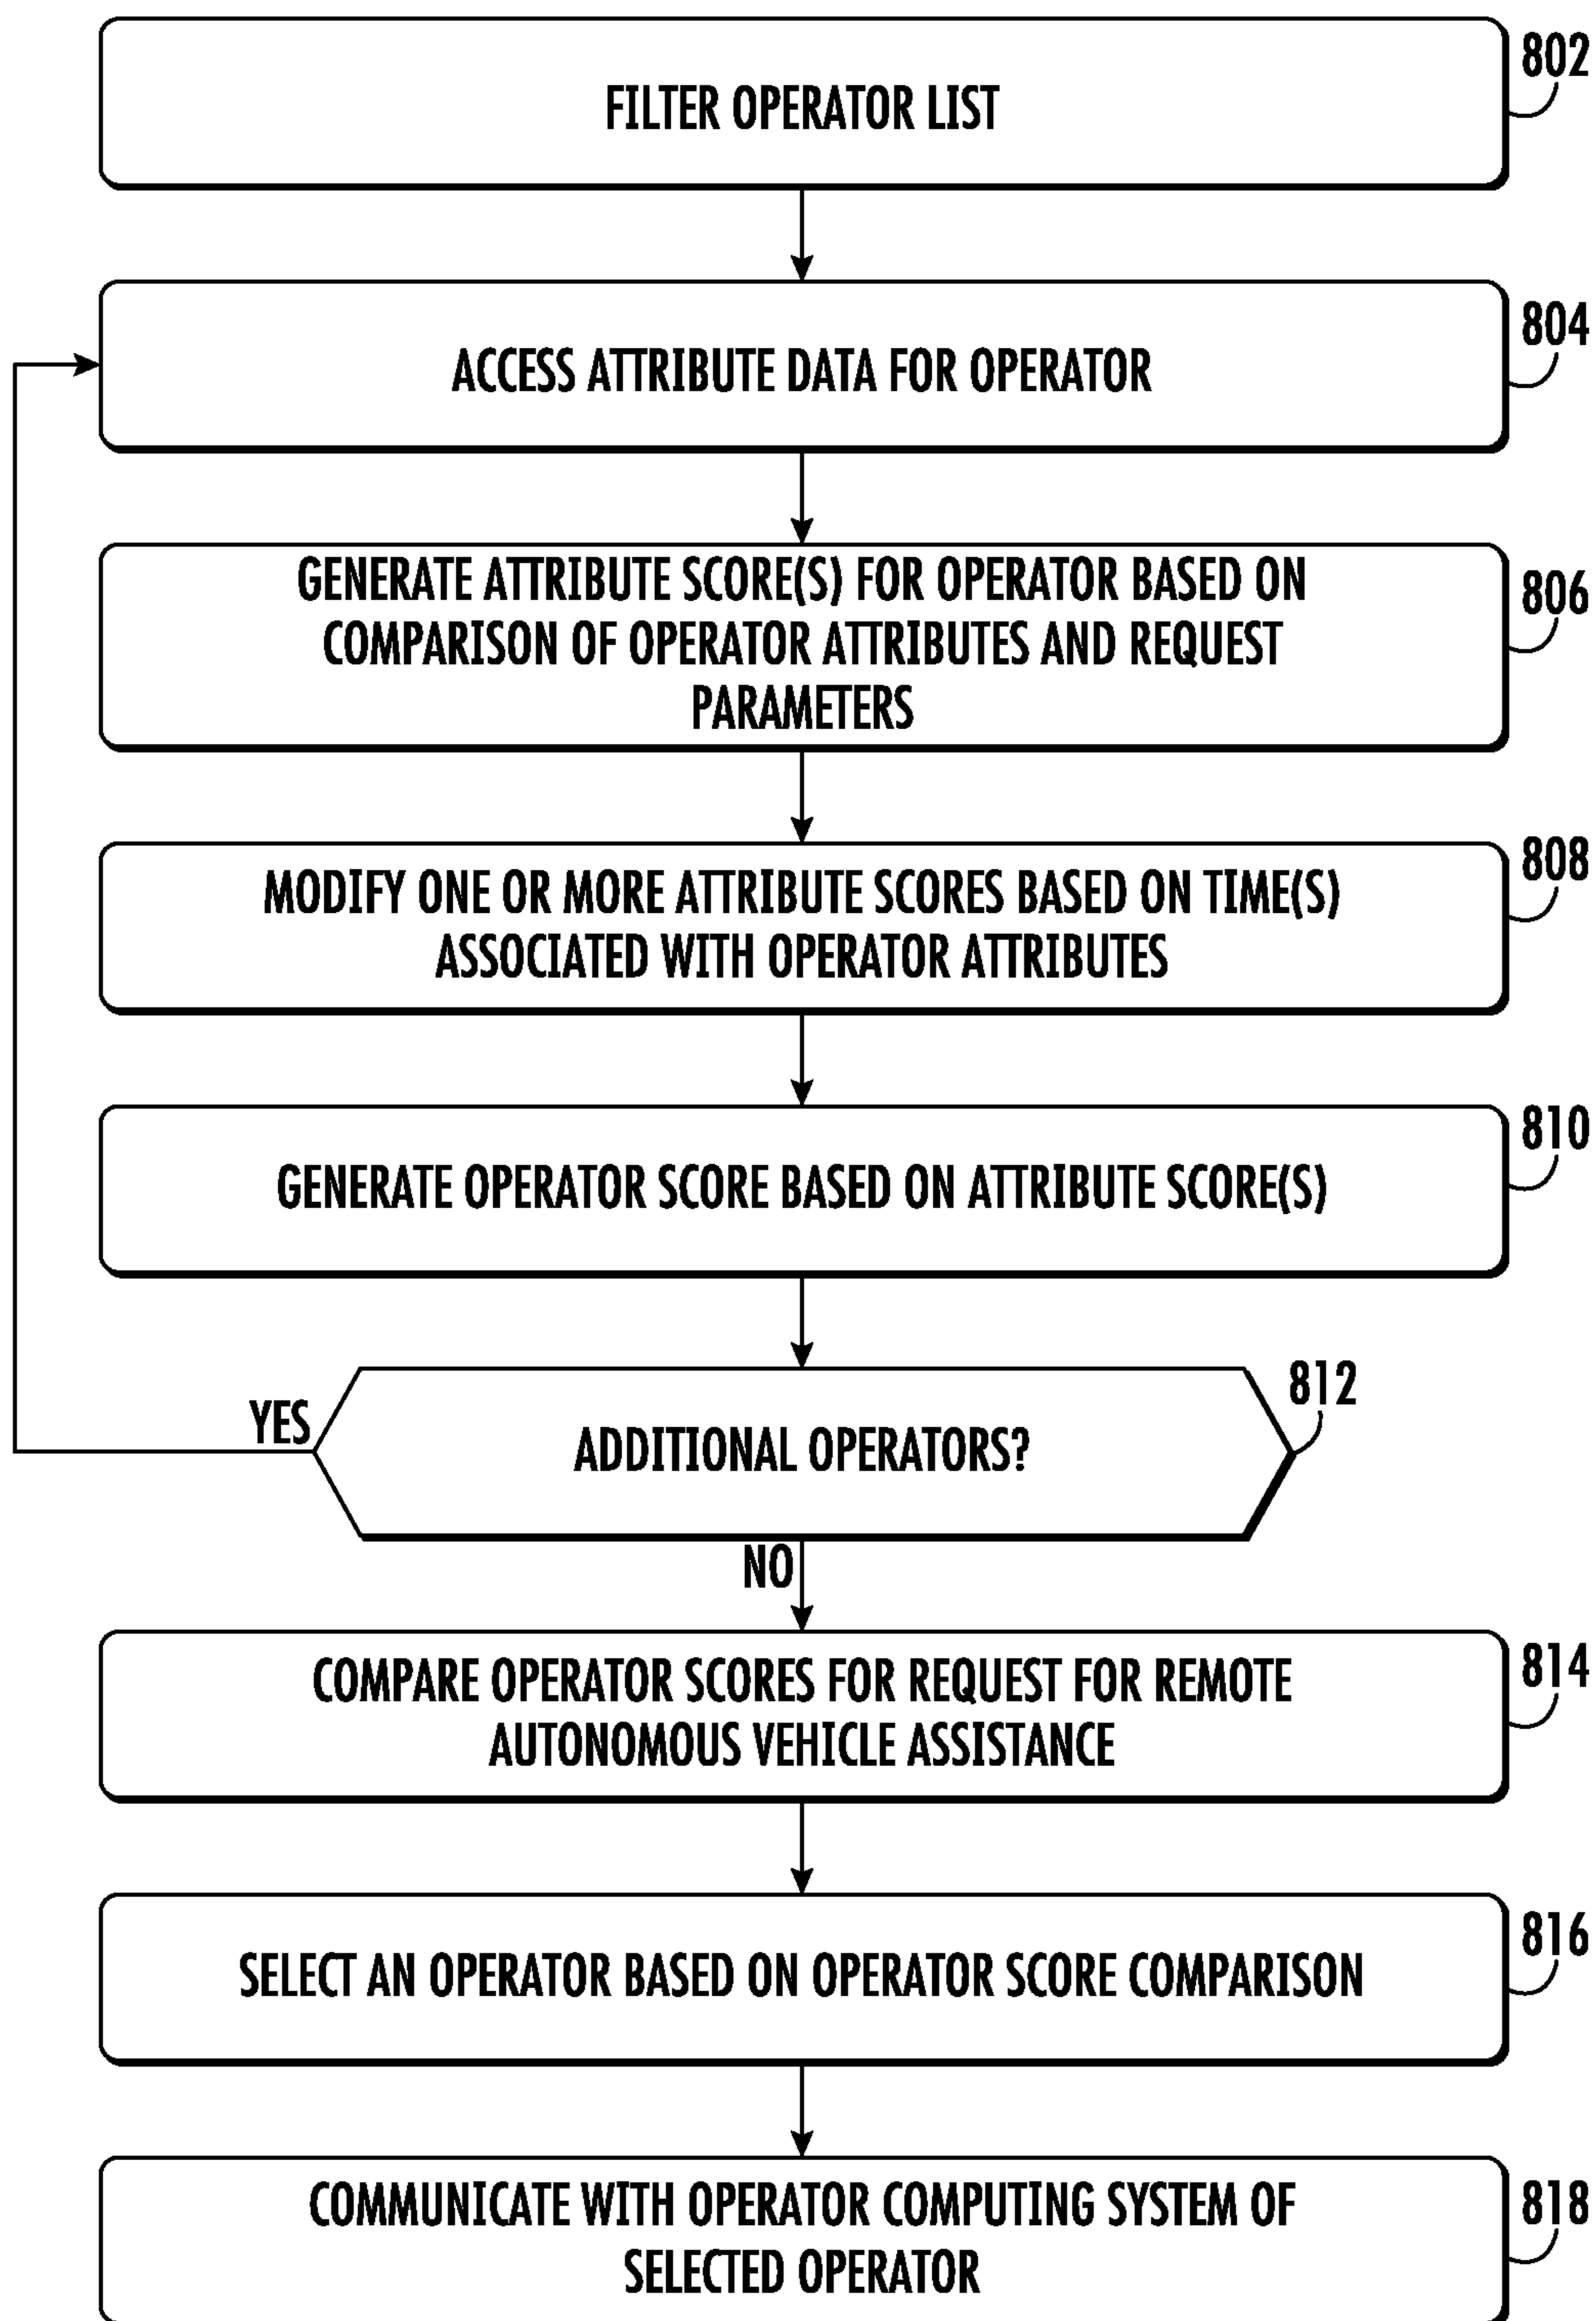 802
FILTER OPERATOR LIST
804
ACCESS ATTRIBUTE DATA FOR OPERATOR
806
GENERATE ATTRIBUTE SCORE(S) FOR OPERATOR BASED ON
COMPARISON OF OPERATOR ATTRIBUTES AND REQUEST
PARAMETERS
808
MODIFY ONE OR MORE ATTRIBUTE SCORES BASED ON TIME(S)
ASSOCIATED WITH OPERATOR ATTRIBUTES
810
GENERATE OPERATOR SCORE BASED ON ATTRIBUTE SCORE(S)
812
YES
ADDITIONAL OPERATORS?
NO
814
COMPARE OPERATOR SCORES FOR REQUEST FOR REMOTE
AUTONOMOUS VEHICLE ASSISTANCE
816
SELECT AN OPERATOR BASED ON OPERATOR SCORE COMPARISON
818
COMMUNICATE WITH OPERATOR COMPUTING SYSTEM OF
SELECTED OPERATOR